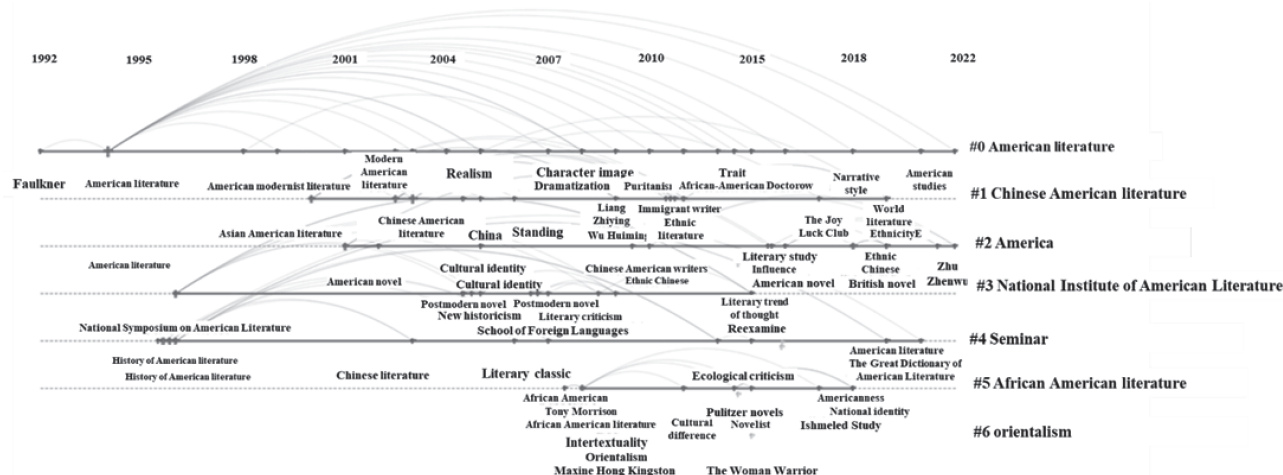 1992 1995 1998 2001 2004 2007 2010 2015 2018 2022
#0 American literature
Faulkner
American literature
American modernist literature
Modern
American
literature
Realism
Character image
Dramatization
Puritanisı
Trait
African-American Doctorow
Narrative
style
American
studies
#1 Chinese American literature
Asian American literature
Chinese American
literature
China
Standing
Liang
Zhiying
Wu Huiming
Immigrant writer
Ethnic
literature
The Joy
Luck Club
World
literature
EthnicityE
#2 America
American literature
American novel
Cultural identity
Cultural identity
Chinese American writers
Ethnic Chinese
Literary study
Influence
American novel
Ethnic
Chinese
British novel
Zhu
Zhenwu
#3 National Institute of American Literature
National Symposium on American Literature
Postmodern novel
New historicism
Postmodern novel
Literary criticism
School of Foreign Languages
Literary trend
of thought
Reexamine
#4 Seminar
History of American literature
History of American literature
Chinese literature
Literary classic
Ecological criticism
American literature
The Great Dictionary of
American Literature
#5 African American literature
African American
Tony Morrison
African American literature
Intertextuality
Orientalism
Maxine Hong Kingston
Cultural
difference
Pulitzer novels
Novelist
The Woman Warrior
Americanness
National identity
Ishmeled Study
#6 orientalism